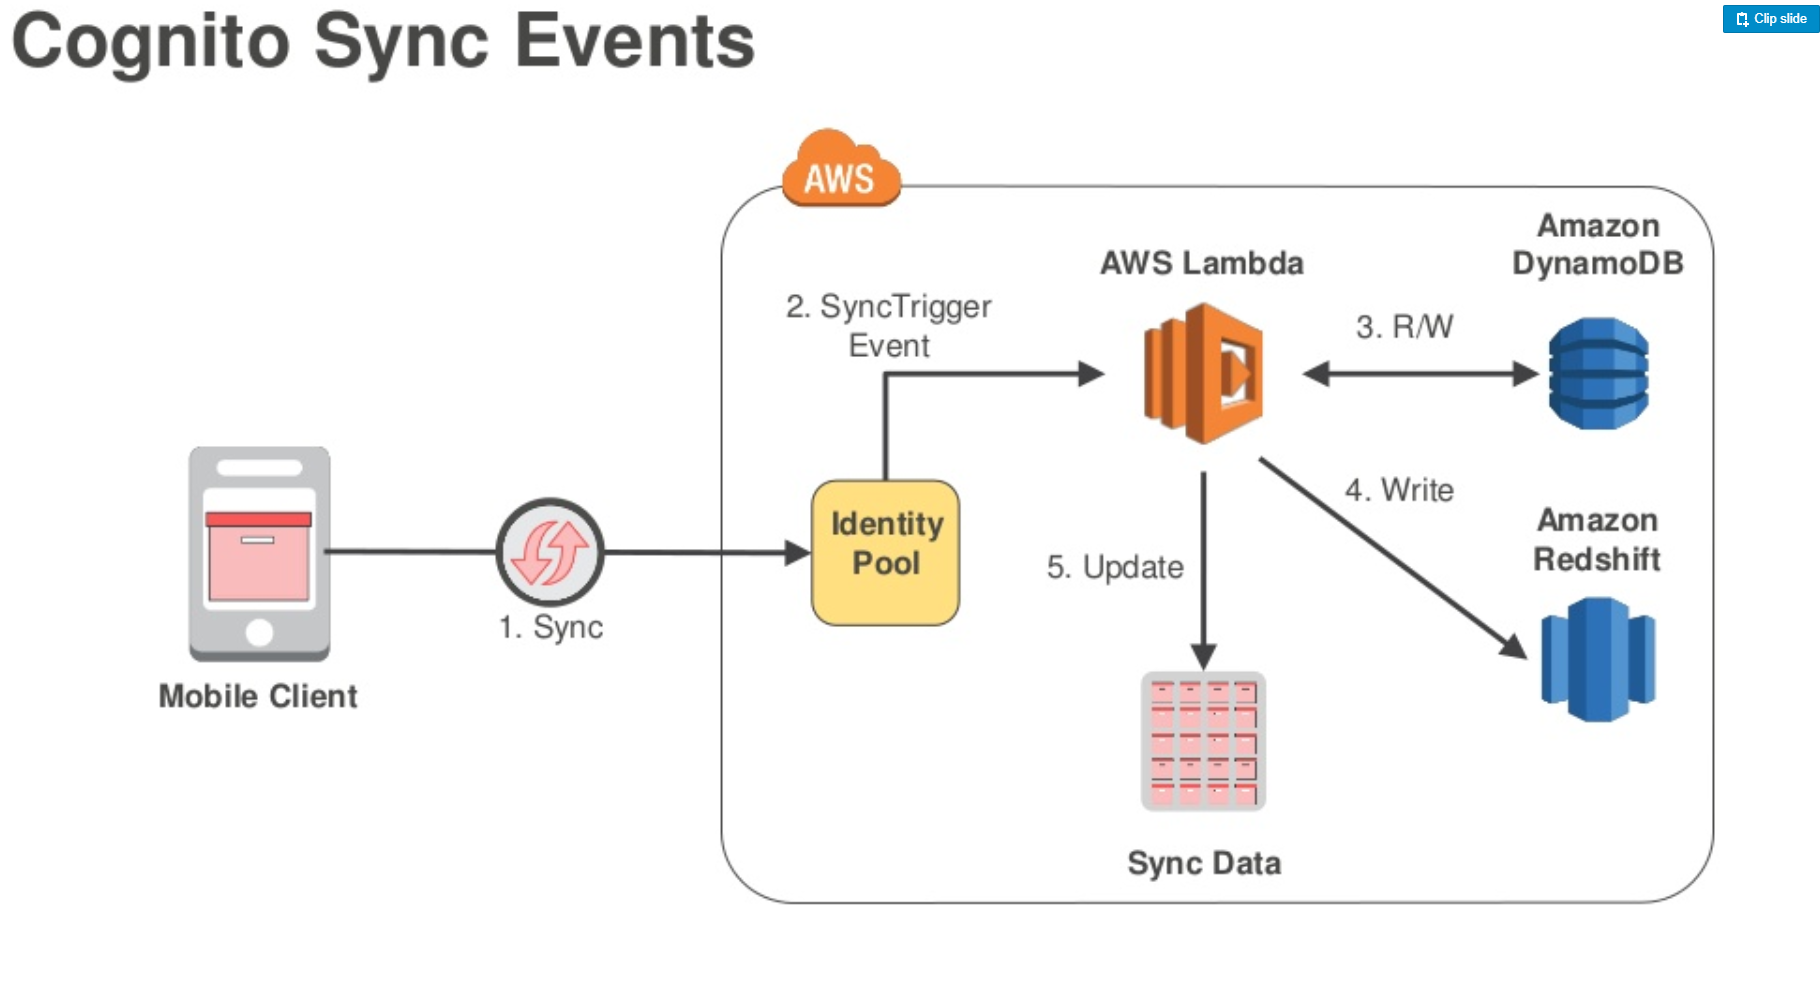 Cognito Sync Events
Clip slide
AWS
Amazon
DynamoDB
AWS Lambda
2. SyncTrigger
Event
3. R/W
Identity
Pool
4. Write
Amazon
Redshift
5. Update
1. Sync
Mobile Client
Sync Data